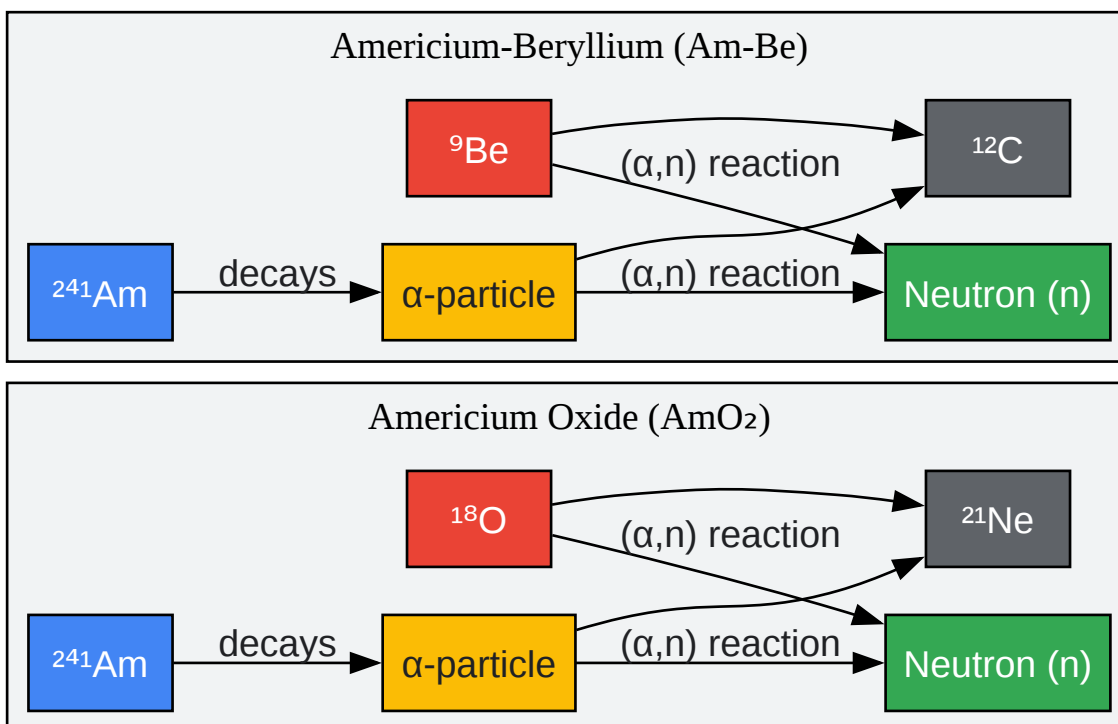 Americium-Beryllium (Am-Be)
⁹Be
(α,n) reaction
¹²C
²⁴¹Am
decays
α-particle
(α,n) reaction
Neutron (n)
Americium Oxide (AmO₂)
¹⁸O
(α,n) reaction
²¹Ne
²⁴¹Am
decays
α-particle
(α,n) reaction
Neutron (n)